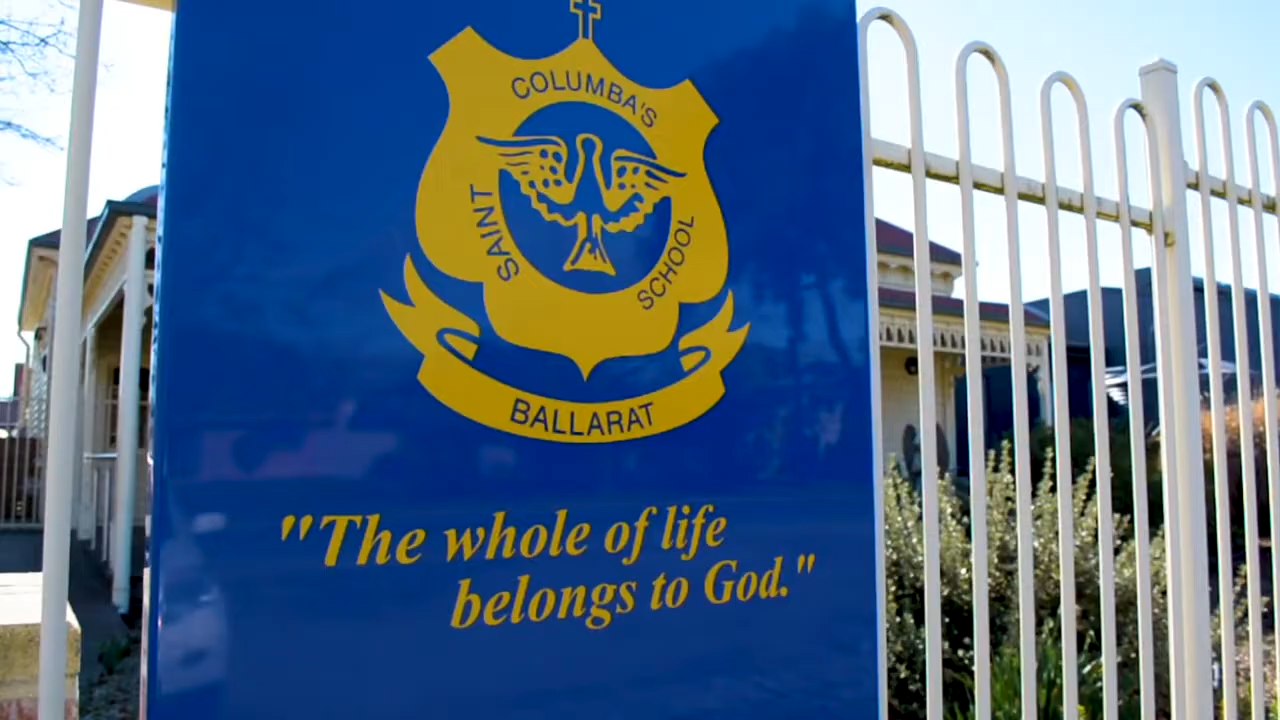 SAINT COLUMBA'S SCHOOL
BALLARAT
"The whole of life
belongs to God."